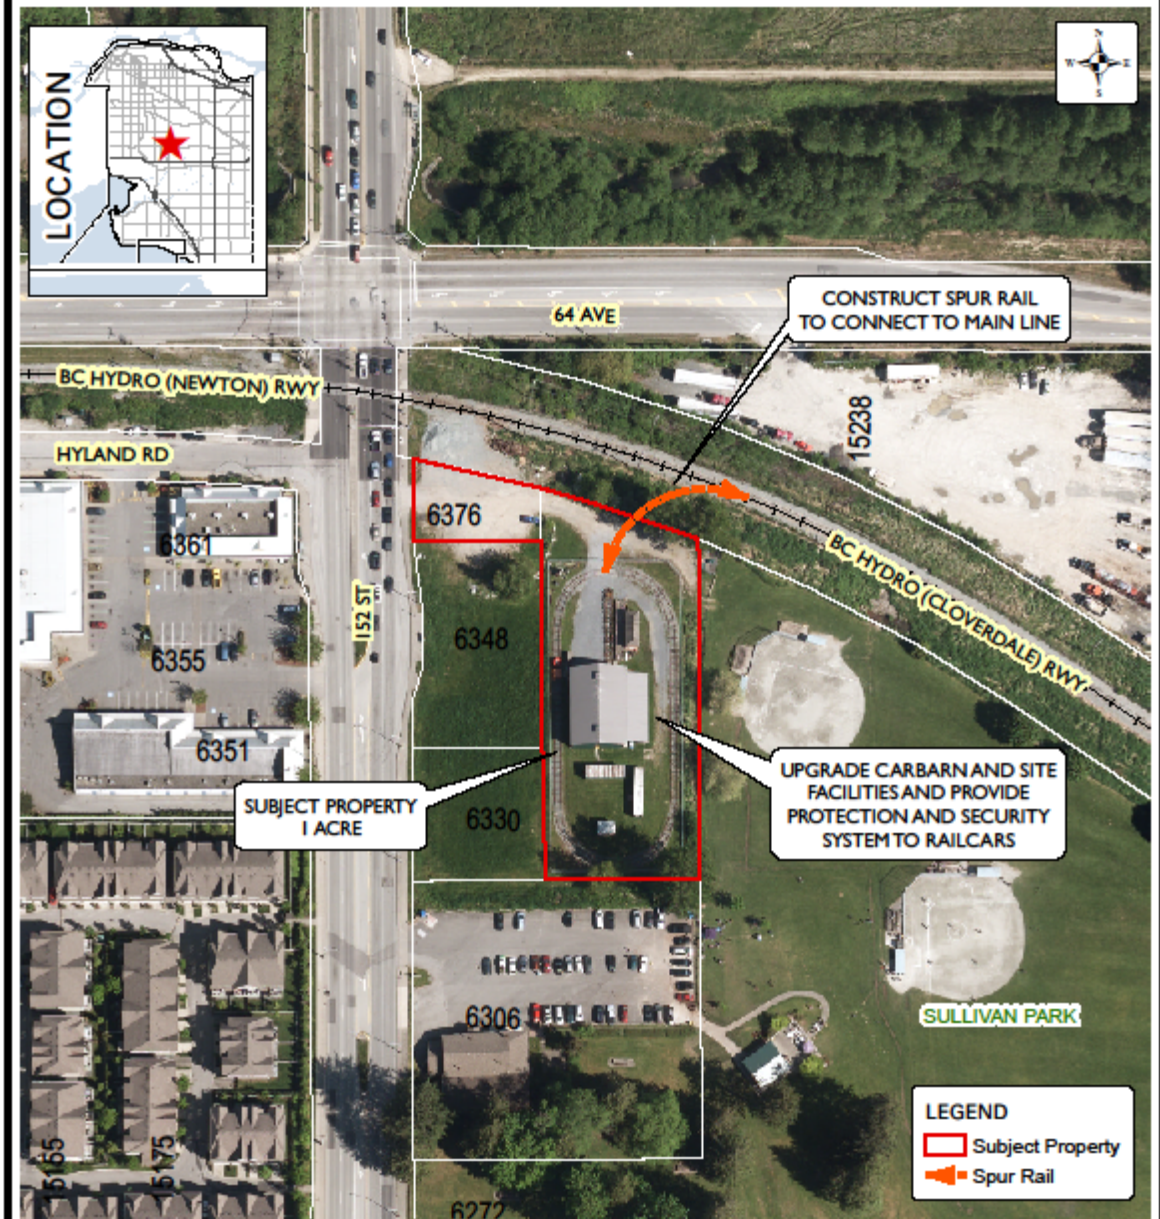 LOCATION
N
W E
S
CONSTRUCT SPUR RAIL
TO CONNECT TO MAIN LINE
64 AVE
BC HYDRO (NEWTON) RWY
HYLAND RD
15238
6376
6361
BC HYDRO (CLOVERDALE) RWY
152 ST
6348
6355
6351
SUBJECT PROPERTY
1 ACRE
6330
UPGRADE CARBARN AND SITE
FACILITIES AND PROVIDE
PROTECTION AND SECURITY
SYSTEM TO RAILCARS
6306
SULLIVAN PARK
LEGEND
Subject Property
Spur Rail
15165
15175
6272